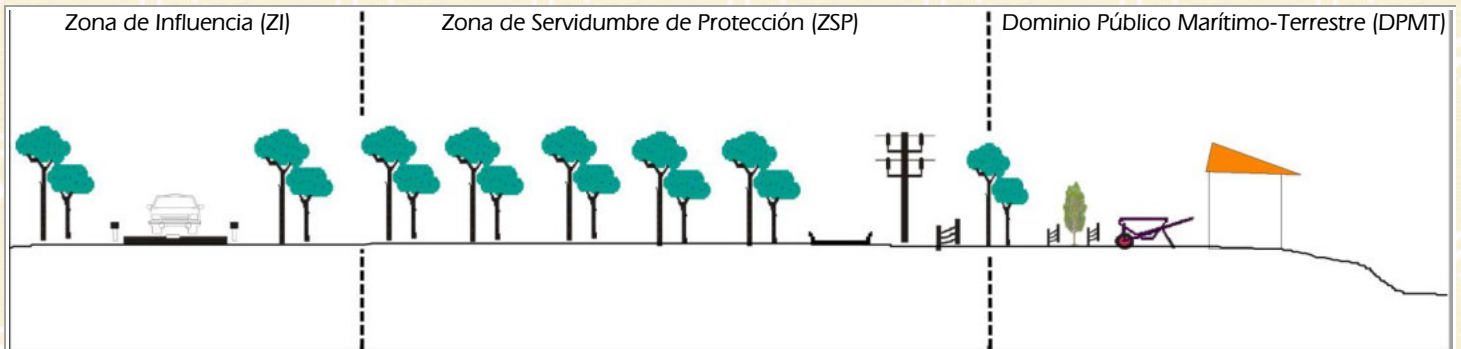 Zona de Influencia (ZI)
Zona de Servidumbre de Protección (ZSP)
Dominio Público Marítimo-Terrestre (DPMT)